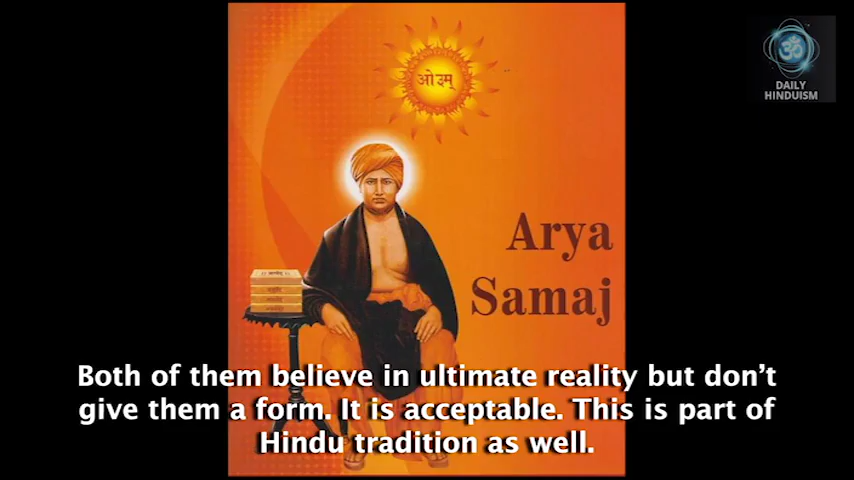 ओ३म्
DAILY
HINDUISM
Arya
Samaj
Both of them believe in ultimate reality but don't
give them a form. It is acceptable. This is part of
Hindu tradition as well.